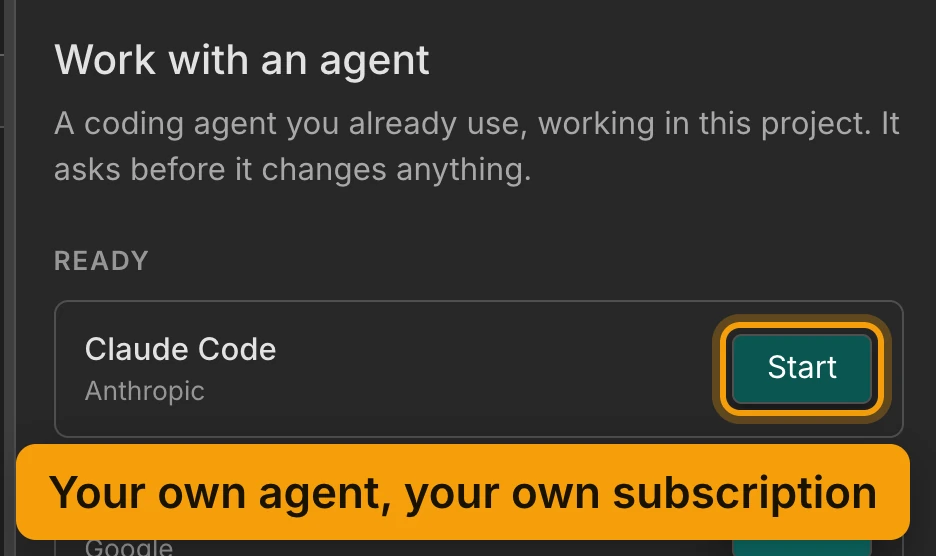 Work with an agent
A coding agent you already use, working in this project. It
asks before it changes anything.
READY
Claude Code
Start
Anthropic
Your own agent, your own subscription
Google